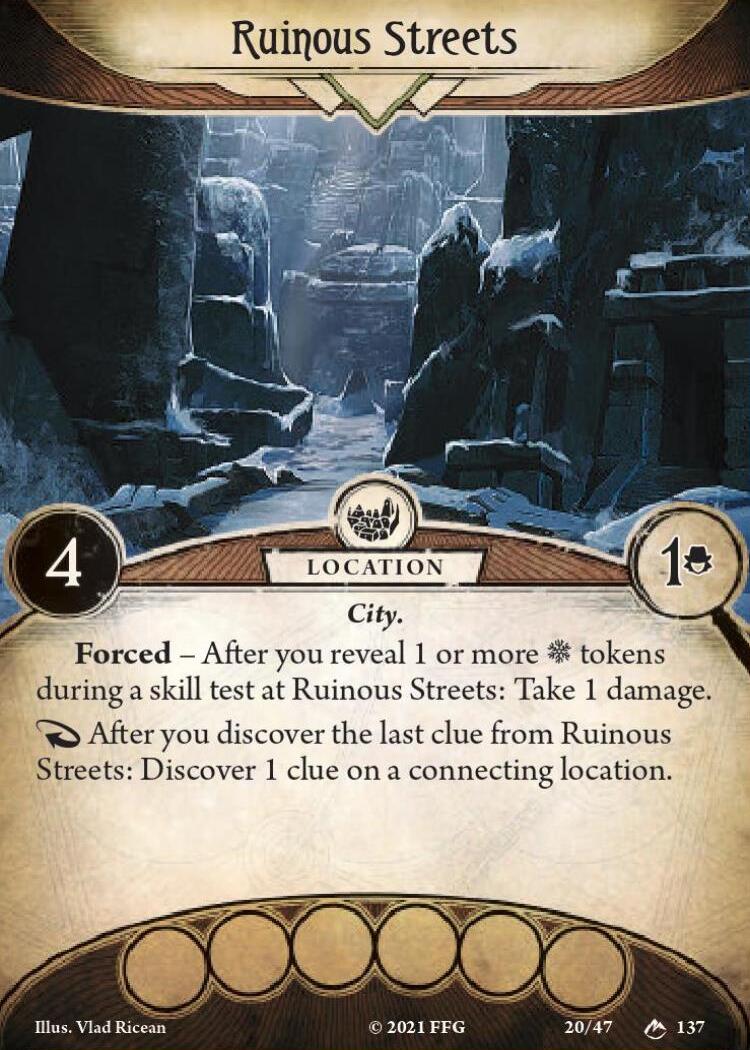 Ruinous Streets
4
LOCATION
1
City.
Forced – After you reveal 1 or more tokens
during a skill test at Ruinous Streets: Take 1 damage.
After you discover the last clue from Ruinous
Streets: Discover 1 clue on a connecting location.
Illus. Vlad Ricean © 2021 FFG 20/47 137